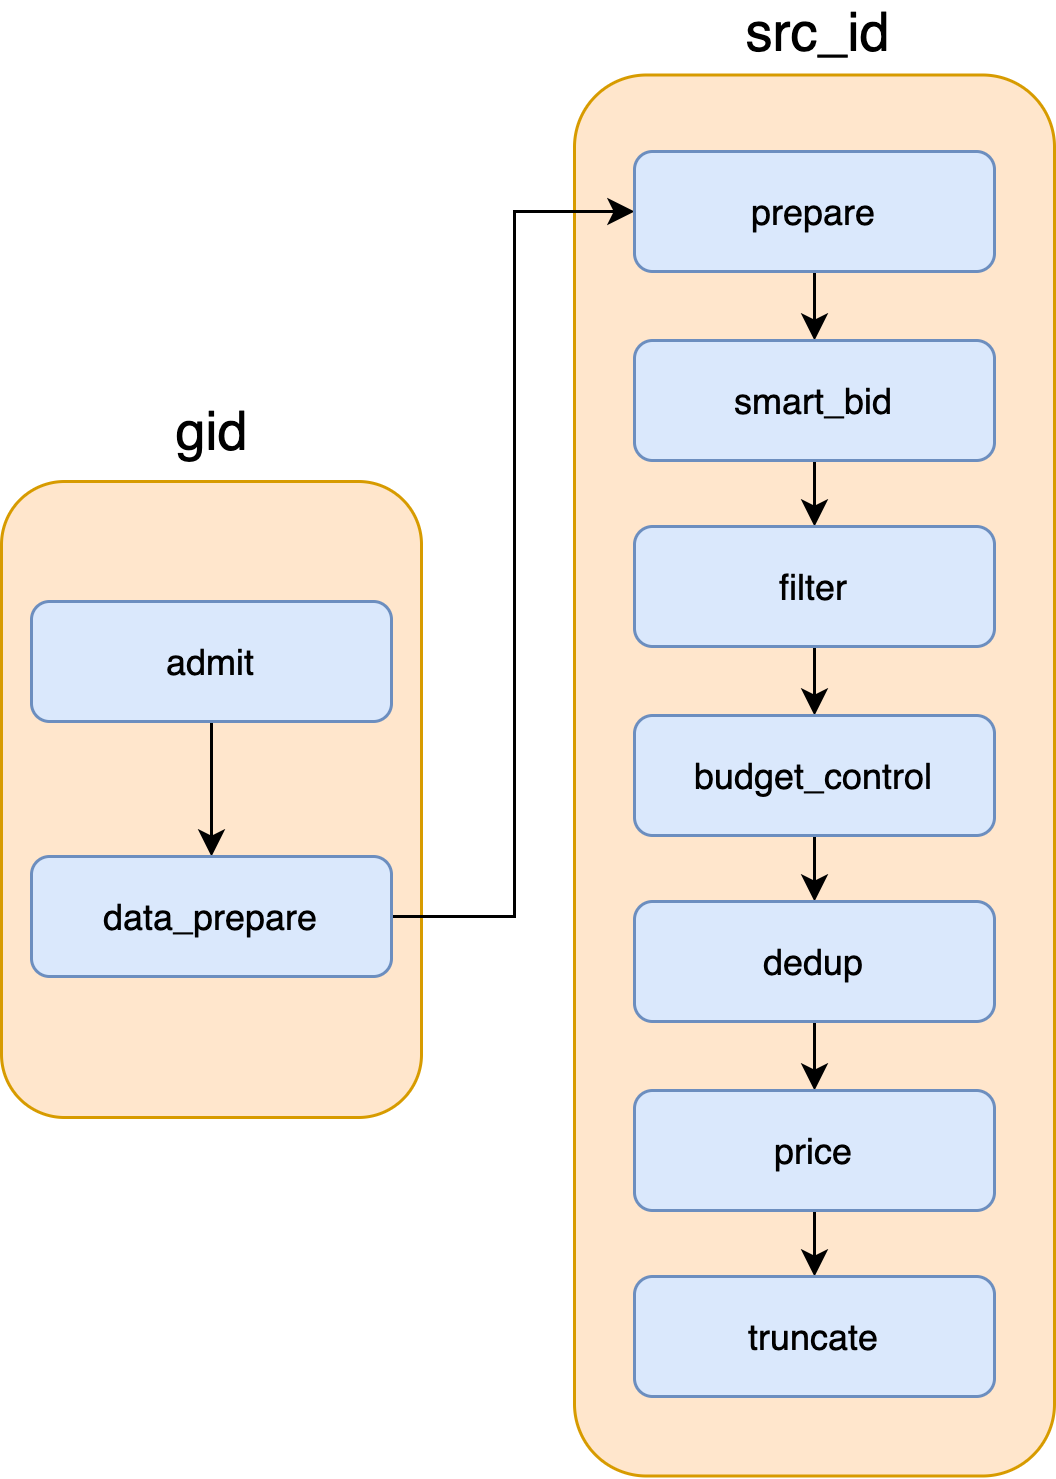 gid
admit
data_prepare
src_id
prepare
smart_bid
filter
budget_control
dedup
price
truncate